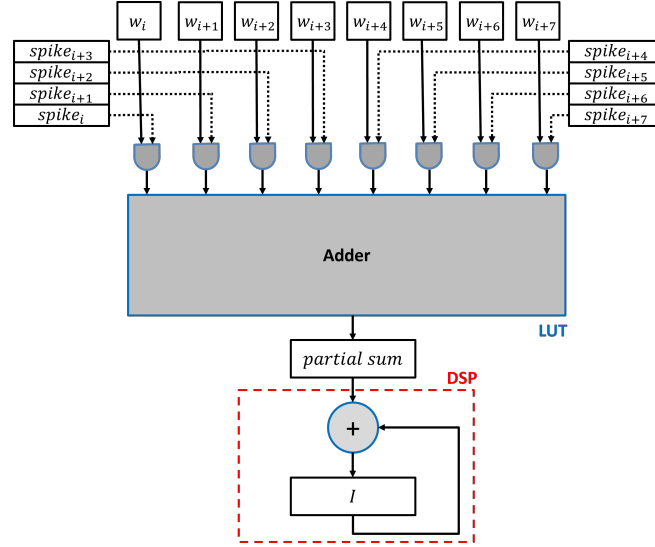 w_i w_{i+1} w_{i+2} w_{i+3} w_{i+4} w_{i+5} w_{i+6} w_{i+7}
spike_{i+3}
spike_{i+2}
spike_{i+1}
spike_i
spike_{i+4}
spike_{i+5}
spike_{i+6}
spike_{i+7}
Adder
LUT
partial sum
DSP
+
I